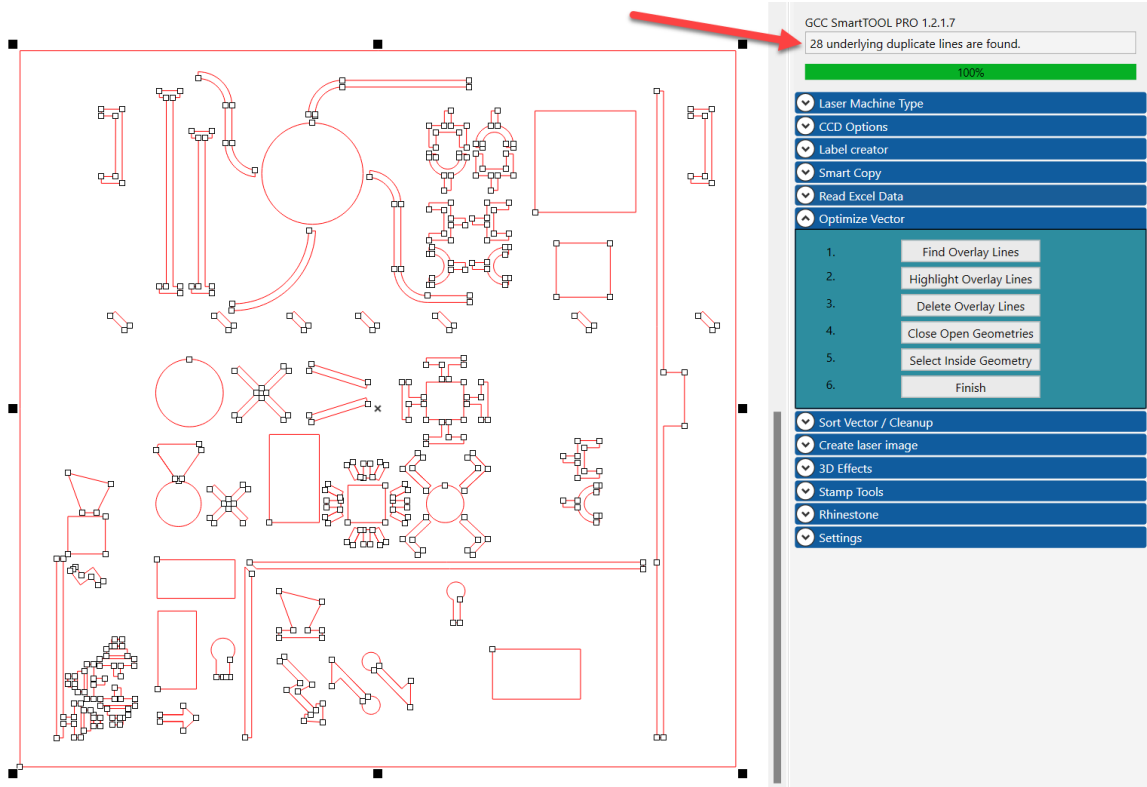 GCC SmartTOOL PRO 1.2.1.7
28 underlying duplicate lines are found.
100%
Laser Machine Type
CCD Options
Label creator
Smart Copy
Read Excel Data
Optimize Vector
1. Find Overlay Lines
2. Highlight Overlay Lines
3. Delete Overlay Lines
4. Close Open Geometries
5. Select Inside Geometry
6. Finish
Sort Vector / Cleanup
Create laser image
3D Effects
Stamp Tools
Rhinestone
Settings